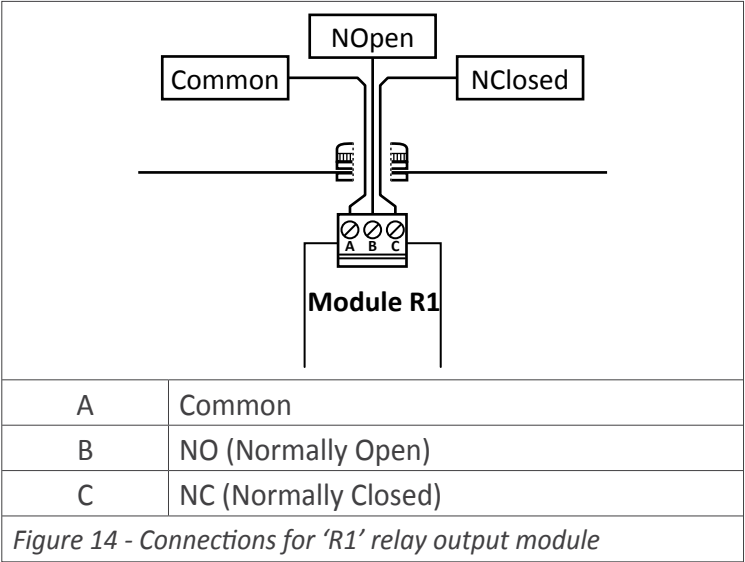 NOpen
Common
NClosed
A B C
Module R1
A Common
B NO (Normally Open)
C NC (Normally Closed)
Figure 14 - Connections for ‘R1’ relay output module